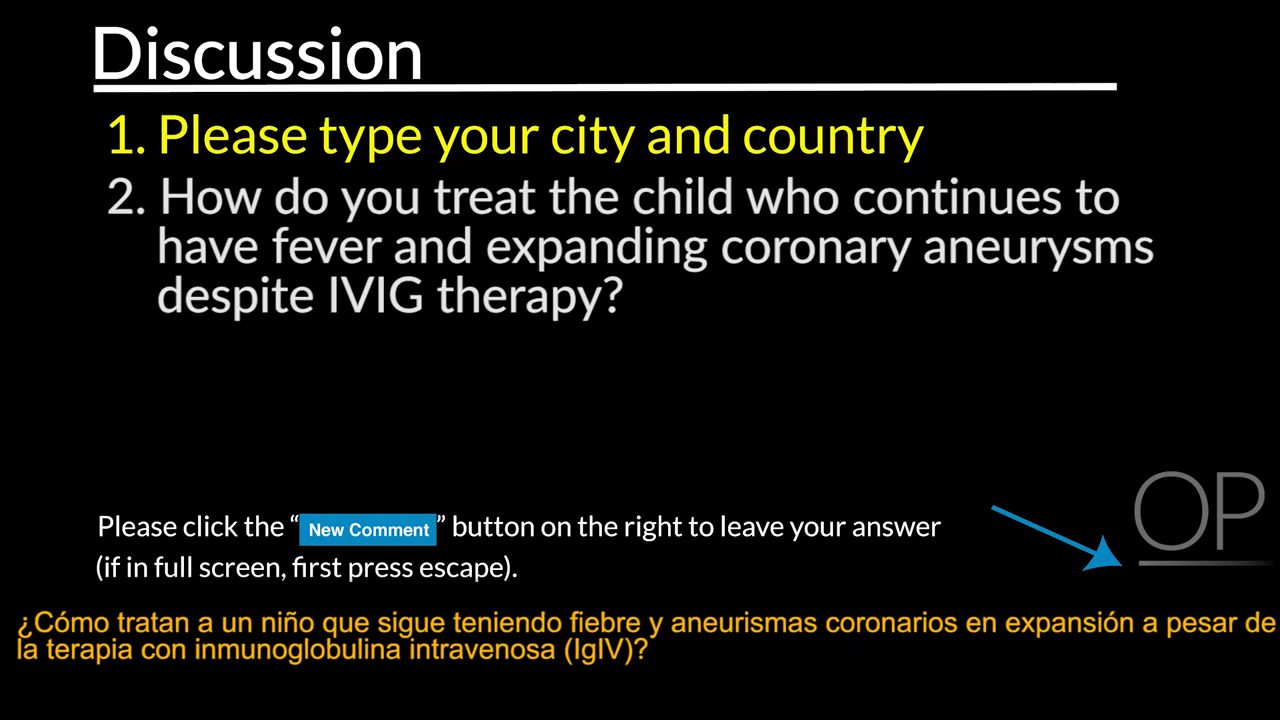 Discussion
1. Please type your city and country
2. How do you treat the child who continues to
have fever and expanding coronary aneurysms
despite IVIG therapy?
Please click the “New Comment” button on the right to leave your answer
(if in full screen, first press escape).
OP
¿Cómo tratan a un niño que sigue teniendo fiebre y aneurismas coronarios en expansión a pesar de
la terapia con inmunoglobulina intravenosa (IgIV)?